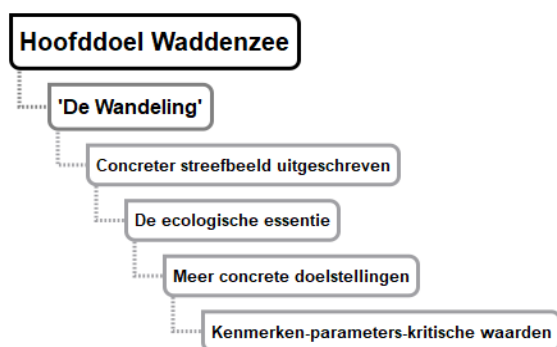 Hoofddoel Waddenzee
'De Wandeling'
Concreter streefbeeld uitgeschreven
De ecologische essentie
Meer concrete doelstellingen
Kenmerken-parameters-kritische waarden